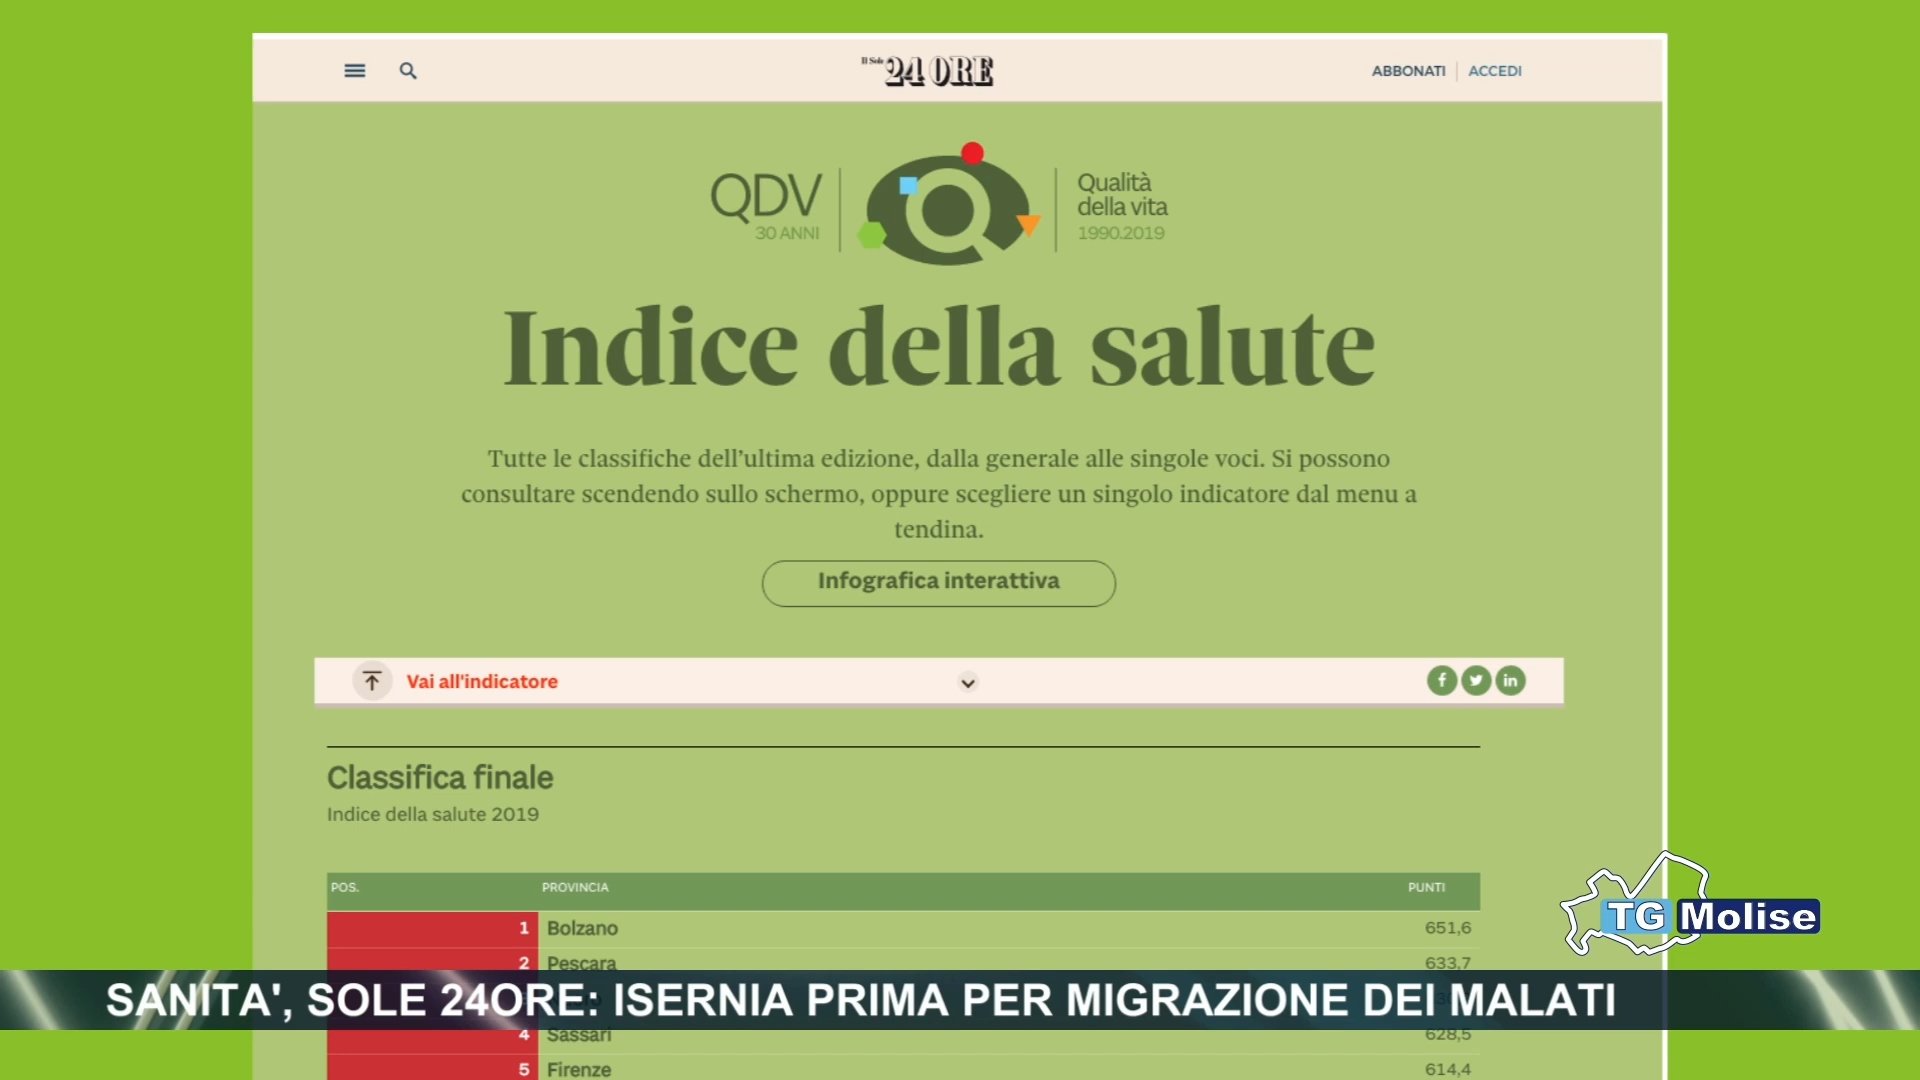 Il Sole
24 ORE
ABBONATI
ACCEDI
QDV
30 ANNI
Qualità
della vita
1990.2019
Indice della salute
Tutte le classifiche dell'ultima edizione, dalla generale alle singole voci. Si possono
consultare scendendo sullo schermo, oppure scegliere un singolo indicatore dal menu a
tendina.
Infografica interattiva
Vai all'indicatore
Classifica finale
Indice della salute 2019
POS. PROVINCIA PUNTI
1 Bolzano 651,6
2 Pescara 633,7
TG Molise
SANITA', SOLE 24ORE: ISERNIA PRIMA PER MIGRAZIONE DEI MALATI
4 Sassari 628,5
5 Firenze 614,4